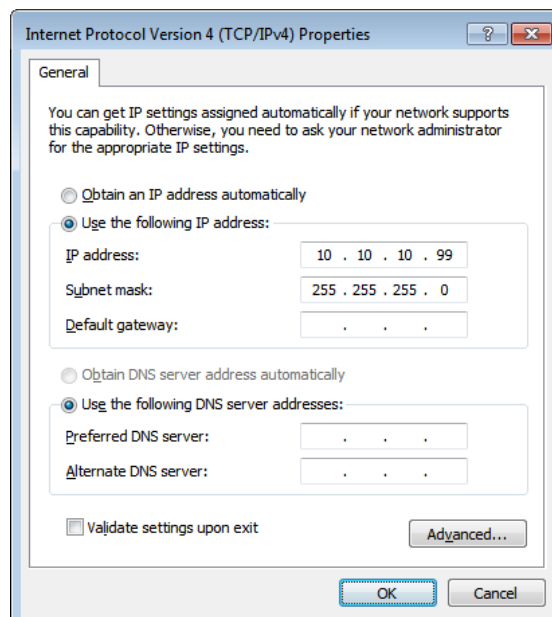 Internet Protocol Version 4 (TCP/IPv4) Properties
General
You can get IP settings assigned automatically if your network supports
this capability. Otherwise, you need to ask your network administrator
for the appropriate IP settings.
Obtain an IP address automatically
Use the following IP address:
IP address: 10 . 10 . 10 . 99
Subnet mask: 255 . 255 . 255 . 0
Default gateway: . . .
Obtain DNS server address automatically
Use the following DNS server addresses:
Preferred DNS server: . . .
Alternate DNS server: . . .
Validate settings upon exit
Advanced...
OK Cancel